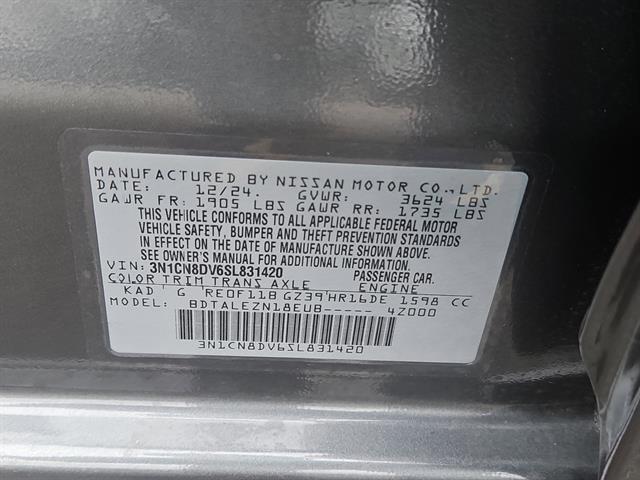 MANUFACTURED BY NISSAN MOTOR CO., LTD.
DATE: 12/24. GVWR: 3624 LBS
GAWR FR: 1905 LBS GAWR RR: 1735 LBS
THIS VEHICLE CONFORMS TO ALL APPLICABLE FEDERAL MOTOR
VEHICLE SAFETY, BUMPER AND THEFT PREVENTION STANDARDS
IN EFFECT ON THE DATE OF MANUFACTURE SHOWN ABOVE.
SEE OWNER'S MANUAL ADDITIONAL INFORMATION.
VIN: 3N1CN8DV6SL831420 PASSENGER CAR.
COLOR TRIM TRANS AXLE ENGINE
KAD G RE0F11B GZ39 HR16DE 1598 CC
MODEL: BDTALEZN18EUB----- 4Z000
3N1CN8DV6SL831420